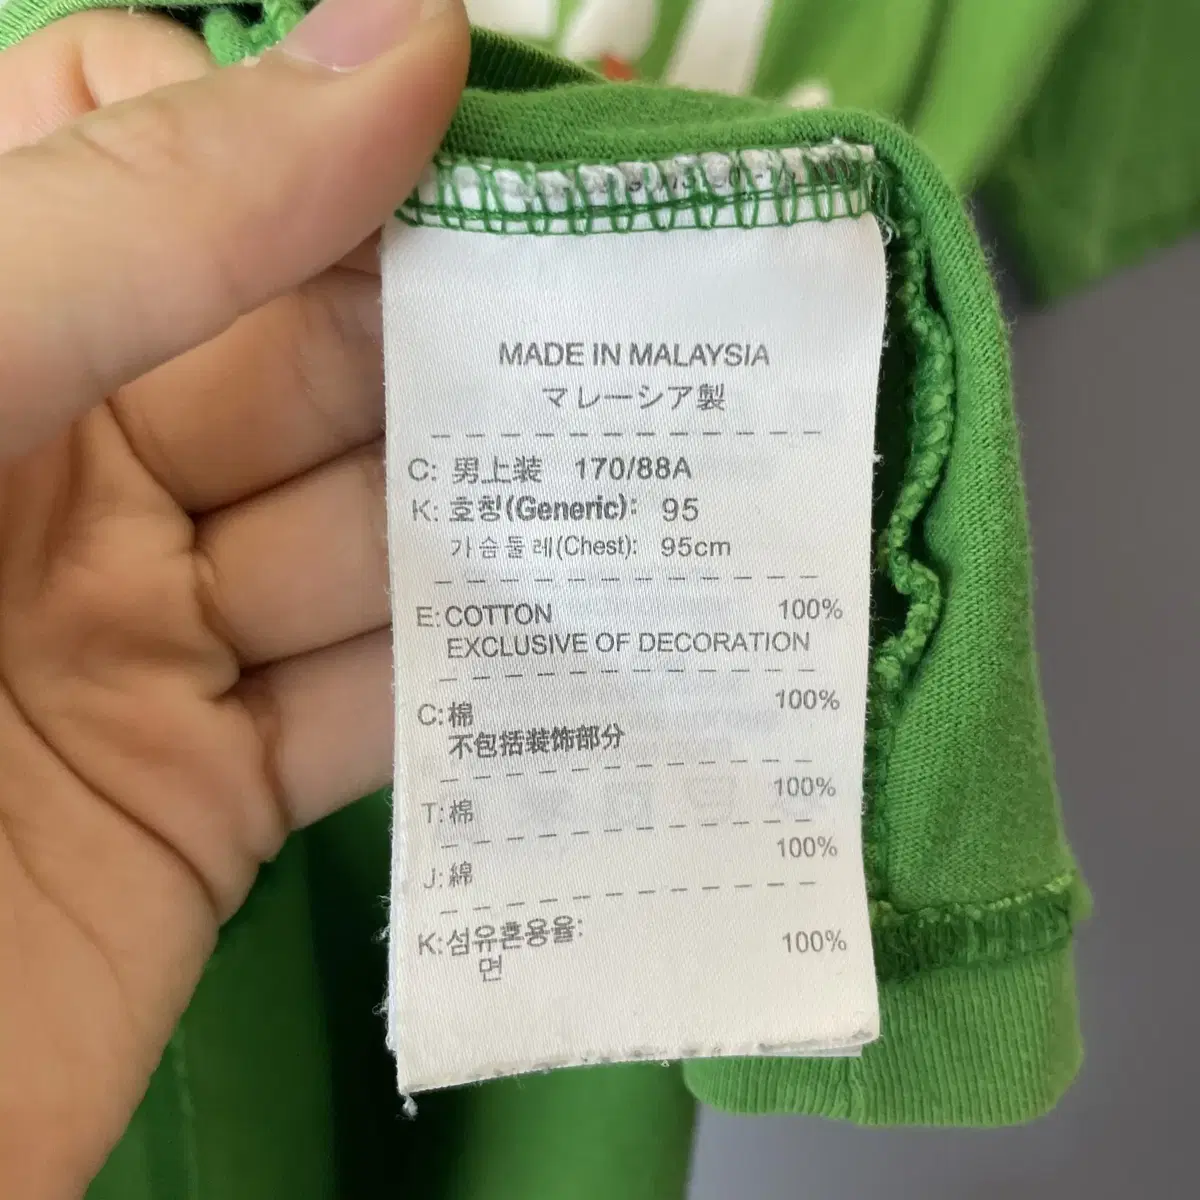 MADE IN MALAYSIA
マレーシア製
C: 男上装 170/88A
K: 호칭(Generic): 95
가슴둘레(Chest): 95cm
E: COTTON 100%
EXCLUSIVE OF DECORATION
C: 棉 100%
不包括装饰部分
T: 棉 100%
J: 綿 100%
K: 섬유혼용율:
면 100%